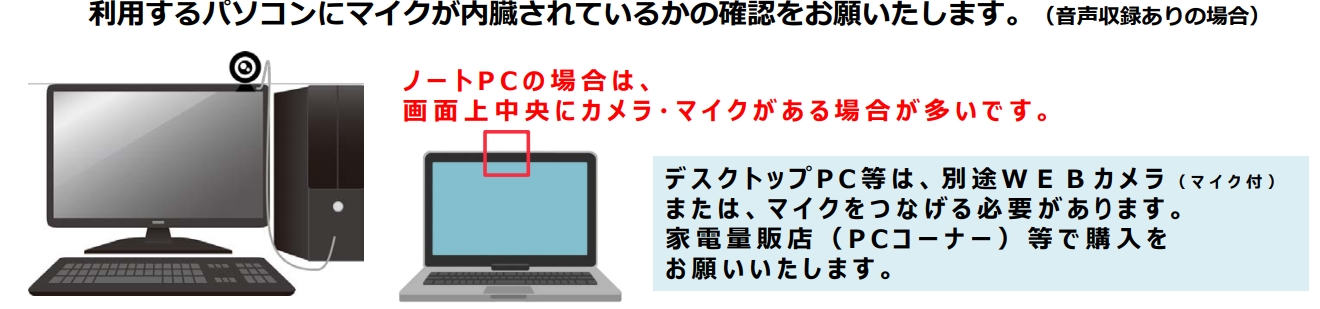 利用するパソコンにマイクが内臓されているかの確認をお願いたします。（音声収録ありの場合）
ノートPCの場合は、
画面上中央にカメラ・マイクがある場合が多いです。
デスクトップPC等は、別途ＷＥＢカメラ（マイク付）
または、マイクをつなげる必要があります。
家電量販店（PCコーナー）等で購入を
お願いいたします。